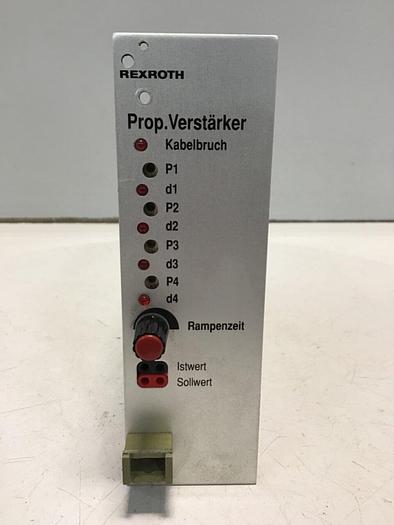 REXROTH
Prop.Verstärker
Kabelbruch
P1
d1
P2
d2
P3
d3
P4
d4
Rampenzeit
Istwert
Sollwert